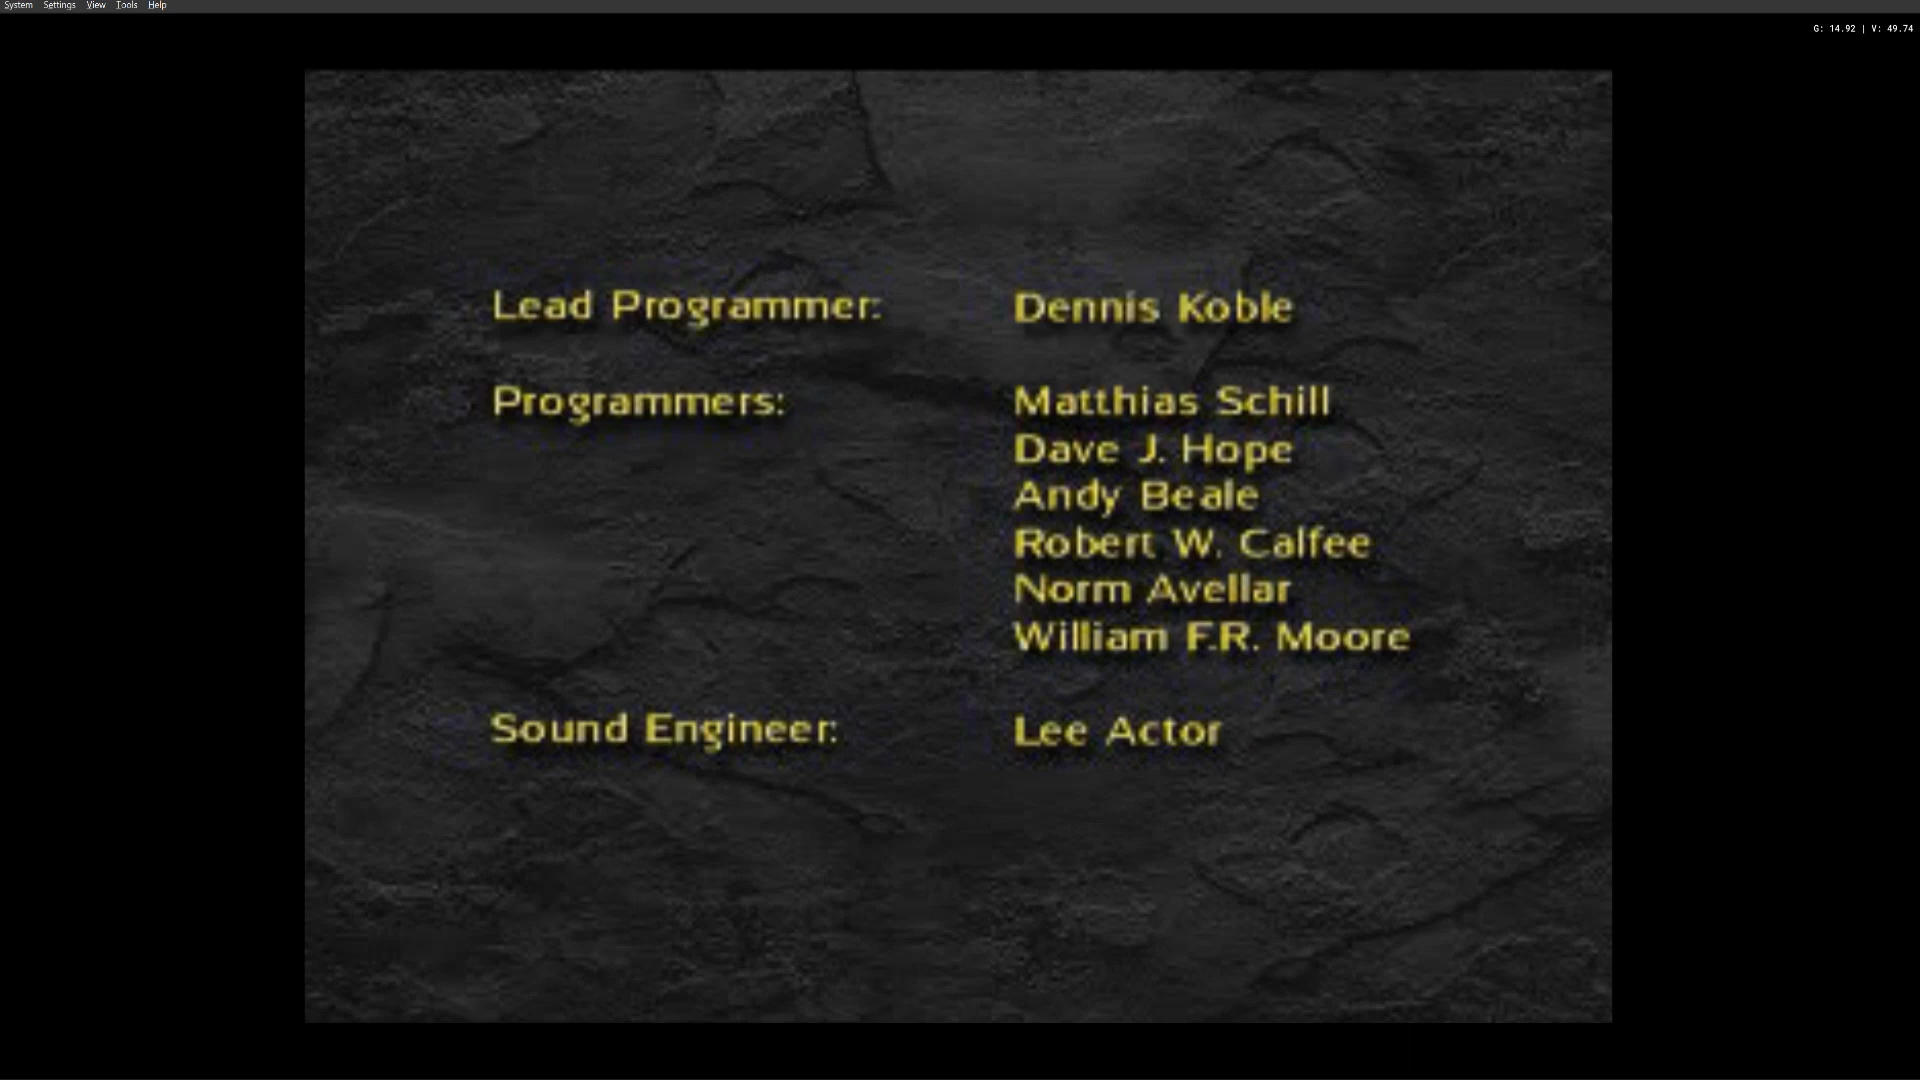 System Settings View Tools Help
G: 14.92 | V: 49.74
Lead Programmer: Dennis Koble
Programmers: Matthias Schill
Dave J. Hope
Andy Beale
Robert W. Calfee
Norm Avellar
William F.R. Moore
Sound Engineer: Lee Actor